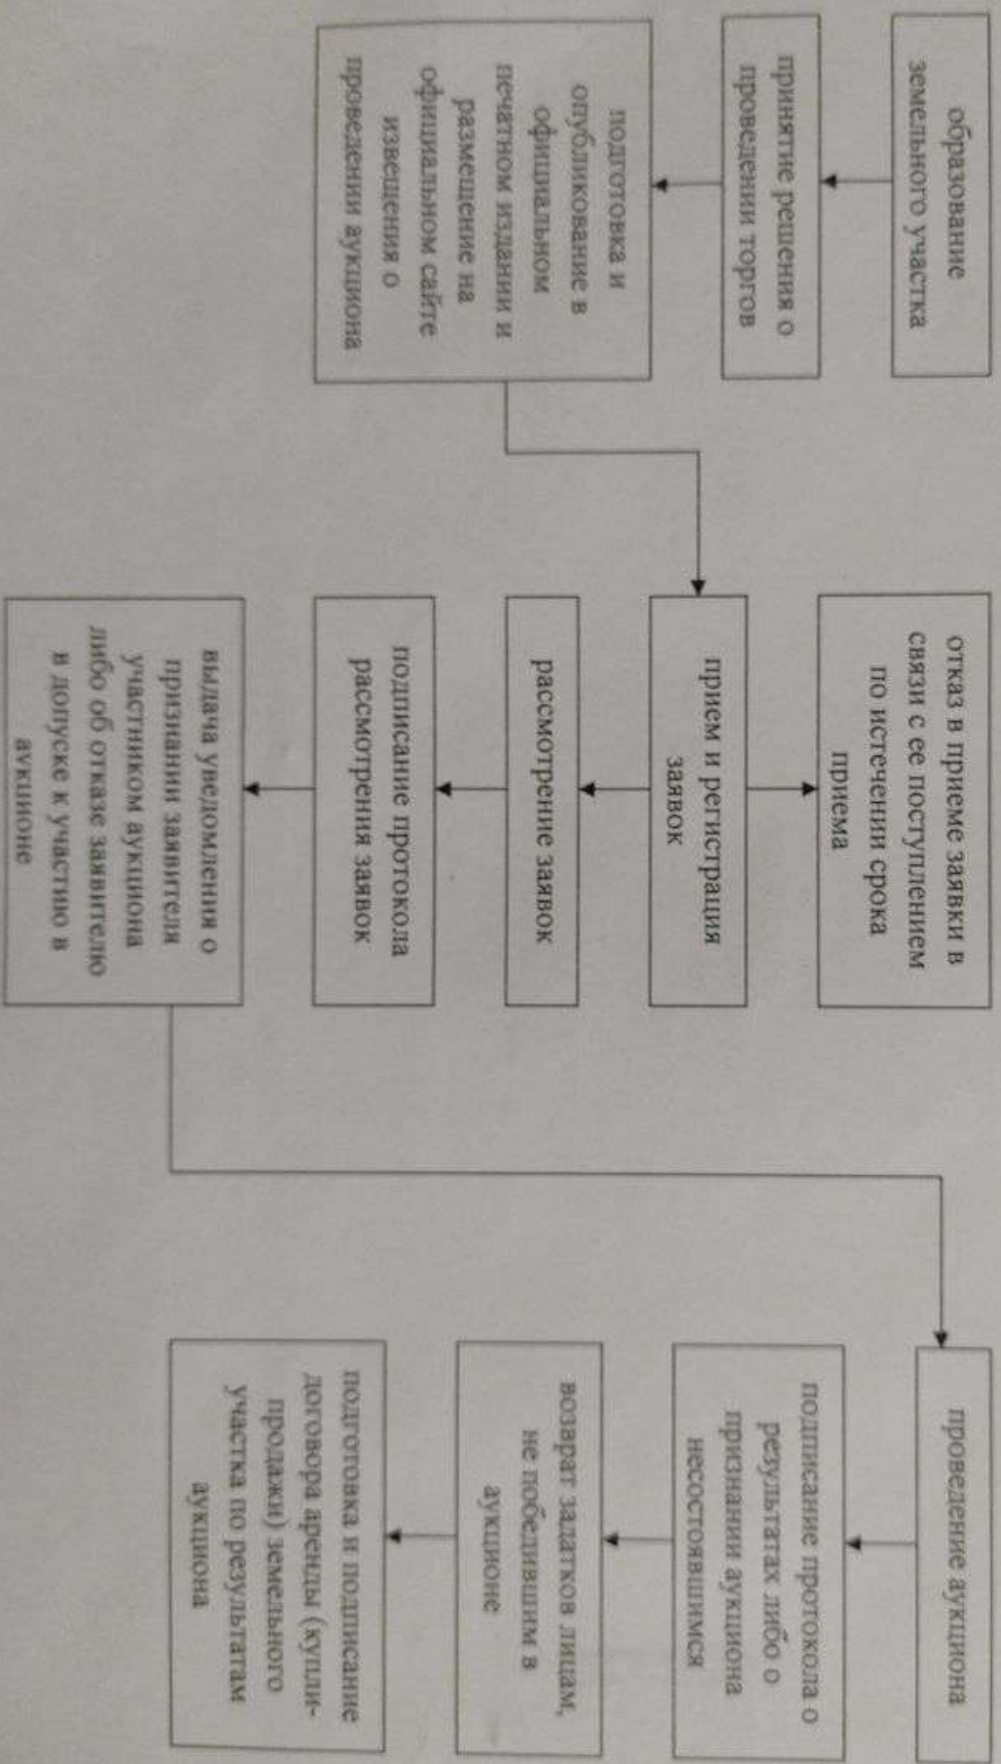 образование
земельного участка
принятие решения о
проведении торгов
подготовка и
опубликование в
официальном
печатном издании и
размещение на
официальном сайте
извещения о
проведении аукциона
отказ в приеме заявки в
связи с ее поступлением
по истечении срока
приема
прием и регистрация
заявок
рассмотрение заявок
подписание протокола
рассмотрения заявок
выдача уведомления о
признании заявителя
участником аукциона
либо об отказе заявителю
в допуске к участию в
аукционе
проведение аукциона
подписание протокола о
результатах либо о
признании аукциона
несостоявшимся
возврат задатков лицам,
не победившим в
аукционе
подготовка и подписание
договора аренды (купли-
продажи) земельного
участка по результатам
аукциона